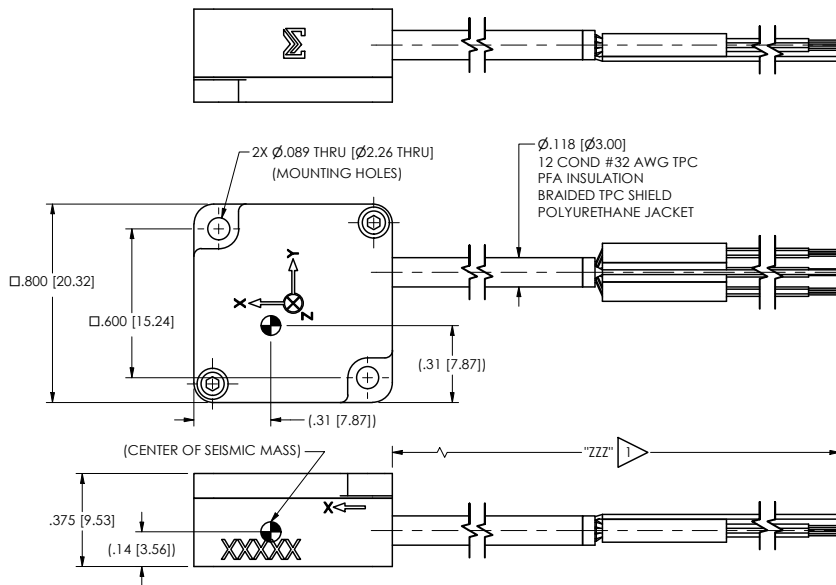 2X Ø.089 THRU [Ø2.26 THRU]
(MOUNTING HOLES)
Ø.118 [Ø3.00]
12 COND #32 AWG TPC
PFA INSULATION
BRAIDED TPC SHIELD
POLYURETHANE JACKET
□.800 [20.32]
□.600 [15.24]
Y
X
Z
(.31 [7.87])
(.31 [7.87])
(CENTER OF SEISMIC MASS)
"ZZZ" 1
.375 [9.53]
X
(.14 [3.56])
XXXXX